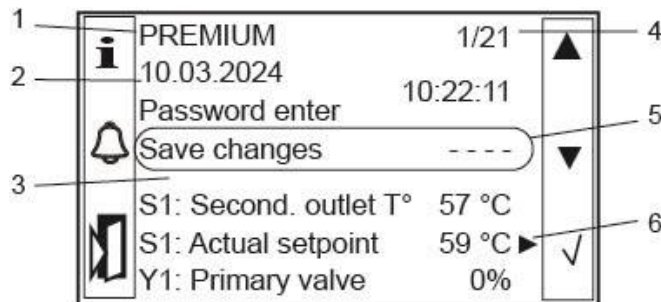 1 PREMIUM 1/21 4
2 10.03.2024
10:22:11
Password enter
5
Save changes - - - -
3
S1: Second. outlet T° 57 °C
S1: Actual setpoint 59 °C ▶ 6
Y1: Primary valve 0%